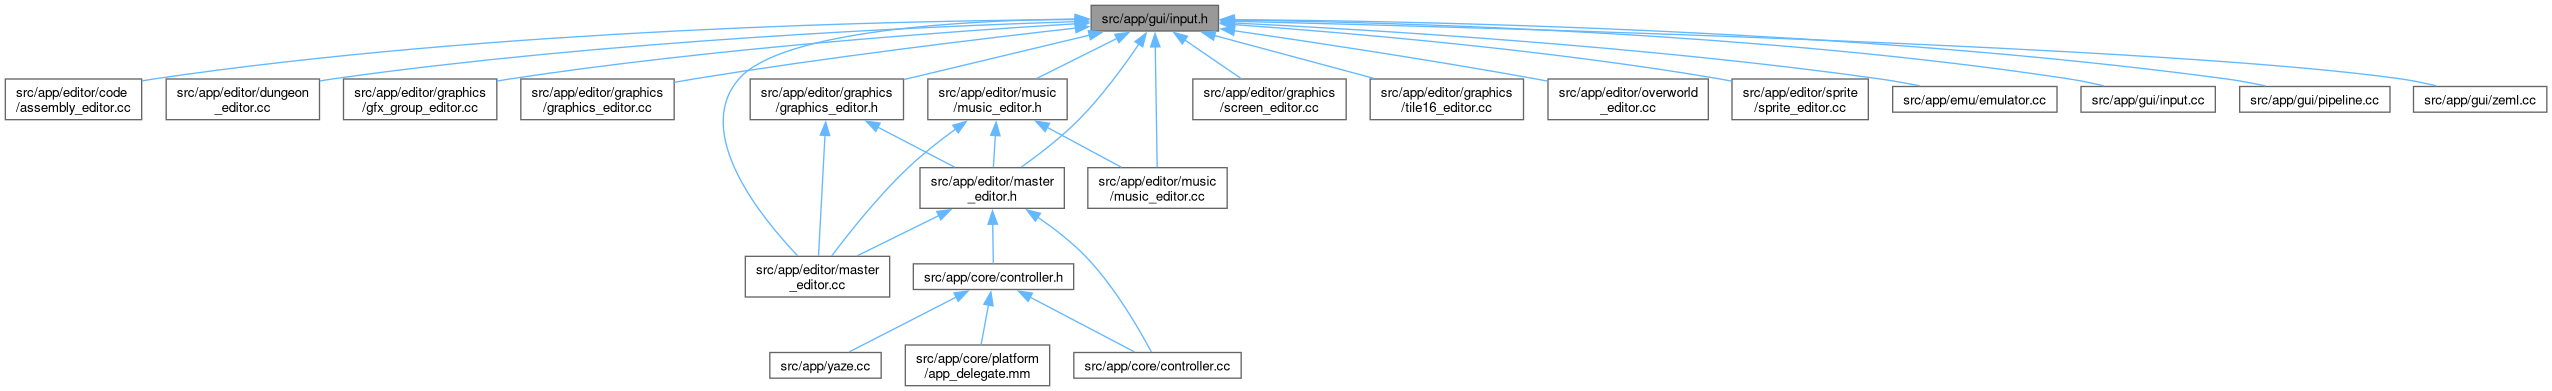 src/app/gui/input.h
src/app/editor/code
/assembly_editor.cc
src/app/editor/dungeon
_editor.cc
src/app/editor/graphics
/gfx_group_editor.cc
src/app/editor/graphics
/graphics_editor.cc
src/app/editor/graphics
/graphics_editor.h
src/app/editor/music
/music_editor.h
src/app/editor/graphics
/screen_editor.cc
src/app/editor/graphics
/tile16_editor.cc
src/app/editor/overworld
_editor.cc
src/app/editor/sprite
/sprite_editor.cc
src/app/emu/emulator.cc
src/app/gui/input.cc
src/app/gui/pipeline.cc
src/app/gui/zeml.cc
src/app/editor/master
_editor.h
src/app/editor/music
/music_editor.cc
src/app/editor/master
_editor.cc
src/app/core/controller.h
src/app/yaze.cc
src/app/core/platform
/app_delegate.mm
src/app/core/controller.cc